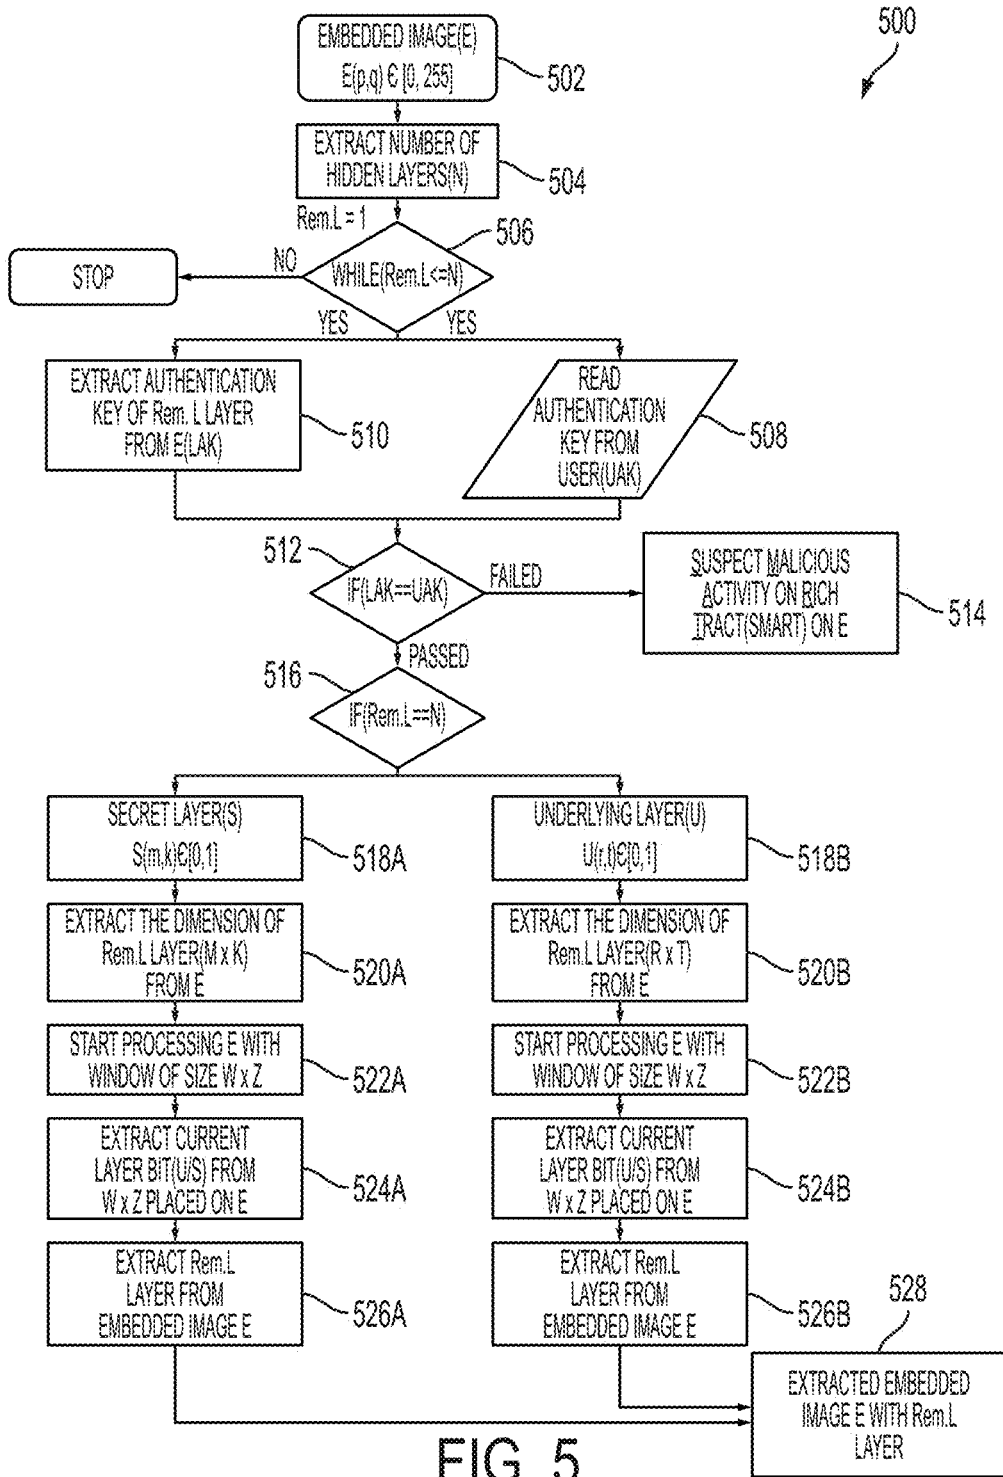 500
EMBEDDED IMAGE(E)
E(p,q) Є [0, 255]
502
EXTRACT NUMBER OF
HIDDEN LAYERS(N)
504
Rem.L = 1
506
WHILE(Rem.L<=N)
NO
STOP
YES
YES
EXTRACT AUTHENTICATION
KEY OF Rem. L LAYER
FROM E(LAK)
510
READ
AUTHENTICATION
KEY FROM
USER(UAK)
508
512
IF(LAK==UAK)
FAILED
SUSPECT MALICIOUS
ACTIVITY ON RICH
TRACT(SMART) ON E
514
PASSED
516
IF(Rem.L==N)
SECRET LAYER(S)
S(m,k)Є[0,1]
518A
UNDERLYING LAYER(U)
U(r,t)Є[0,1]
518B
EXTRACT THE DIMENSION OF
Rem.L LAYER(M x K)
FROM E
520A
EXTRACT THE DIMENSION OF
Rem.L LAYER(R x T)
FROM E
520B
START PROCESSING E WITH
WINDOW OF SIZE W x Z
522A
START PROCESSING E WITH
WINDOW OF SIZE W x Z
522B
EXTRACT CURRENT
LAYER BIT(U/S) FROM
W x Z PLACED ON E
524A
EXTRACT CURRENT
LAYER BIT(U/S) FROM
W x Z PLACED ON E
524B
EXTRACT Rem.L
LAYER FROM
EMBEDDED IMAGE E
526A
EXTRACT Rem.L
LAYER FROM
EMBEDDED IMAGE E
526B
528
EXTRACTED EMBEDDED
IMAGE E WITH Rem.L
LAYER
FIG. 5